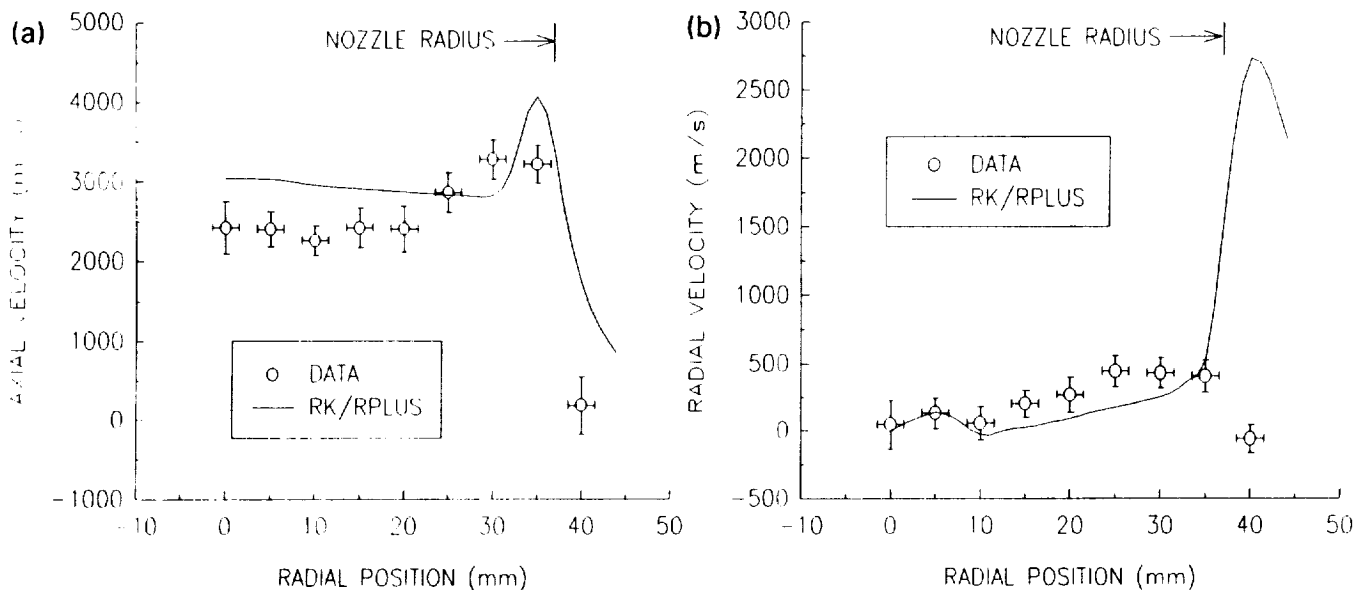 (a)
NOZZLE RADIUS
5000
4000
3000
2000
1000
0
-1000
AXIAL VELOCITY
DATA
RK/RPLUS
-10 0 10 20 30 40 50
RADIAL POSITION (mm)
(b)
NOZZLE RADIUS
3000
2500
2000
1500
1000
500
0
-500
RADIAL VELOCITY (m/s)
DATA
RK/RPLUS
-10 0 10 20 30 40 50
RADIAL POSITION (mm)